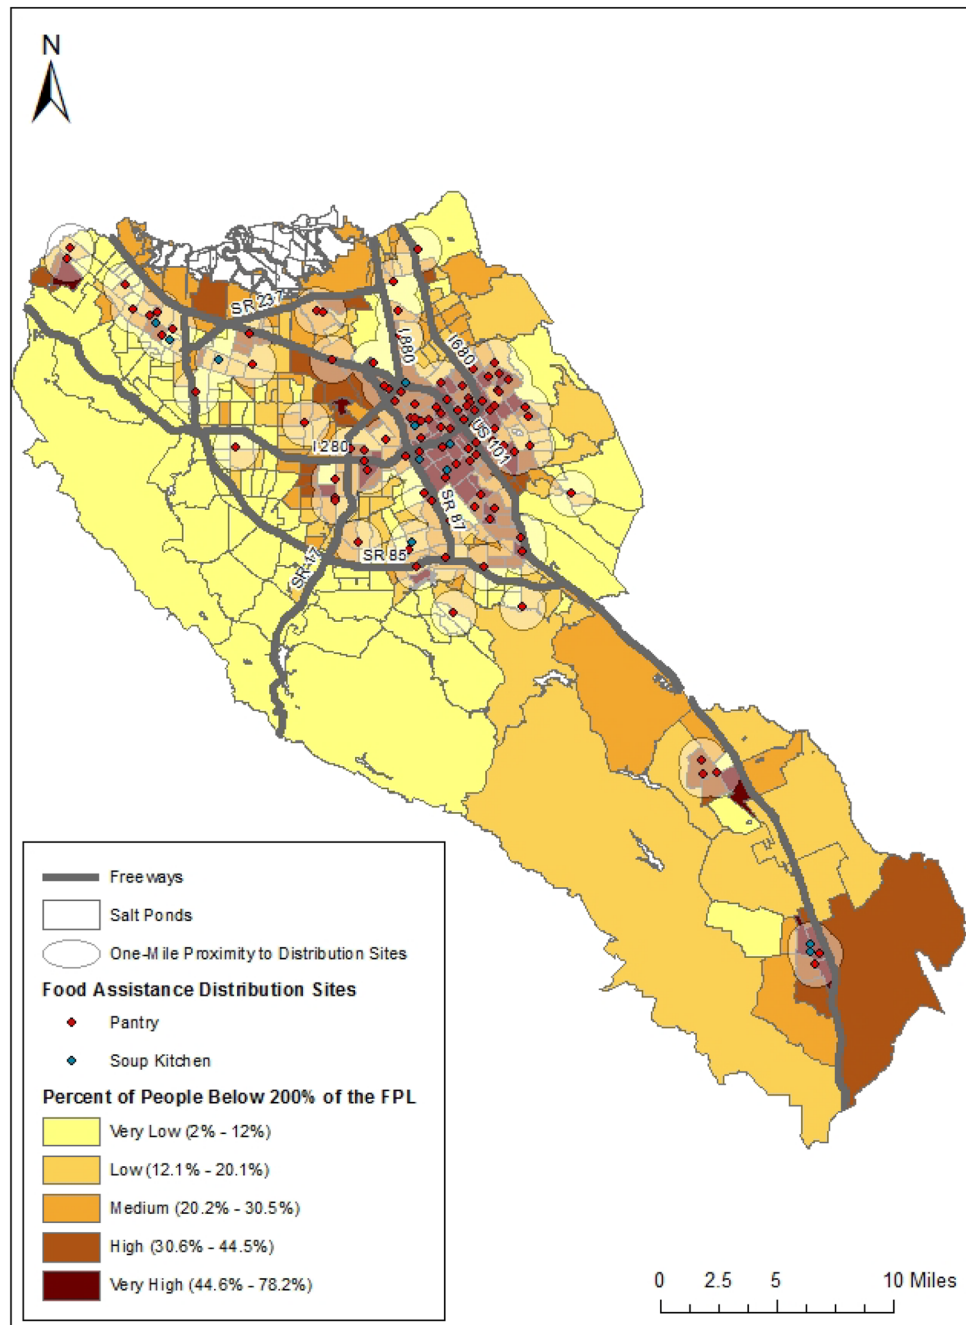 N
SR 237
I 880
I 680
US 101
I 280
SR 87
SR 85
SR 17
Freeways
Salt Ponds
One-Mile Proximity to Distribution Sites
Food Assistance Distribution Sites
Pantry
Soup Kitchen
Percent of People Below 200% of the FPL
Very Low (2% - 12%)
Low (12.1% - 20.1%)
Medium (20.2% - 30.5%)
High (30.6% - 44.5%)
Very High (44.6% - 78.2%)
0 2.5 5 10 Miles